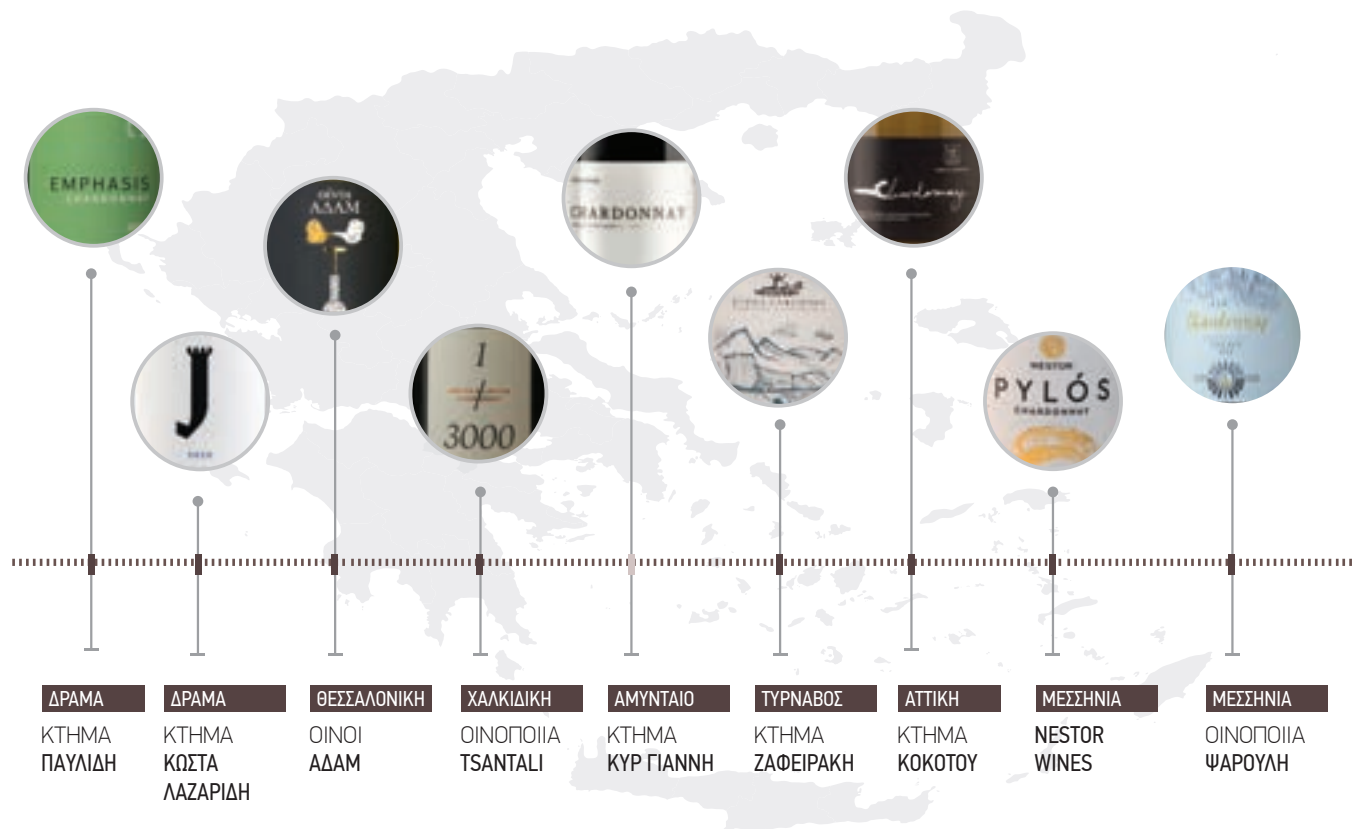 EMPHASIS
CHARDONNAY
ΟΙΝΟΙ
ΑΔΑΜ
CHARDONNAY
Chardonnay
J
1
/
3000
NESTOR
PYLÓS
CHARDONNAY
Chardonnay
ΔΡΑΜΑ
ΚΤΗΜΑ
ΠΑΥΛΙΔΗ
ΔΡΑΜΑ
ΚΤΗΜΑ
ΚΩΣΤΑ
ΛΑΖΑΡΙΔΗ
ΘΕΣΣΑΛΟΝΙΚΗ
ΟΙΝΟΙ
ΑΔΑΜ
ΧΑΛΚΙΔΙΚΗ
ΟΙΝΟΠΟΙΙΑ
TSANTALI
ΑΜΥΝΤΑΙΟ
ΚΤΗΜΑ
ΚΥΡ ΓΙΑΝΝΗ
ΤΥΡΝΑΒΟΣ
ΚΤΗΜΑ
ΖΑΦΕΙΡΑΚΗ
ΑΤΤΙΚΗ
ΚΤΗΜΑ
ΚΟΚΟΤΟΥ
ΜΕΣΣΗΝΙΑ
NESTOR
WINES
ΜΕΣΣΗΝΙΑ
ΟΙΝΟΠΟΙΙΑ
ΨΑΡΟΥΛΗ